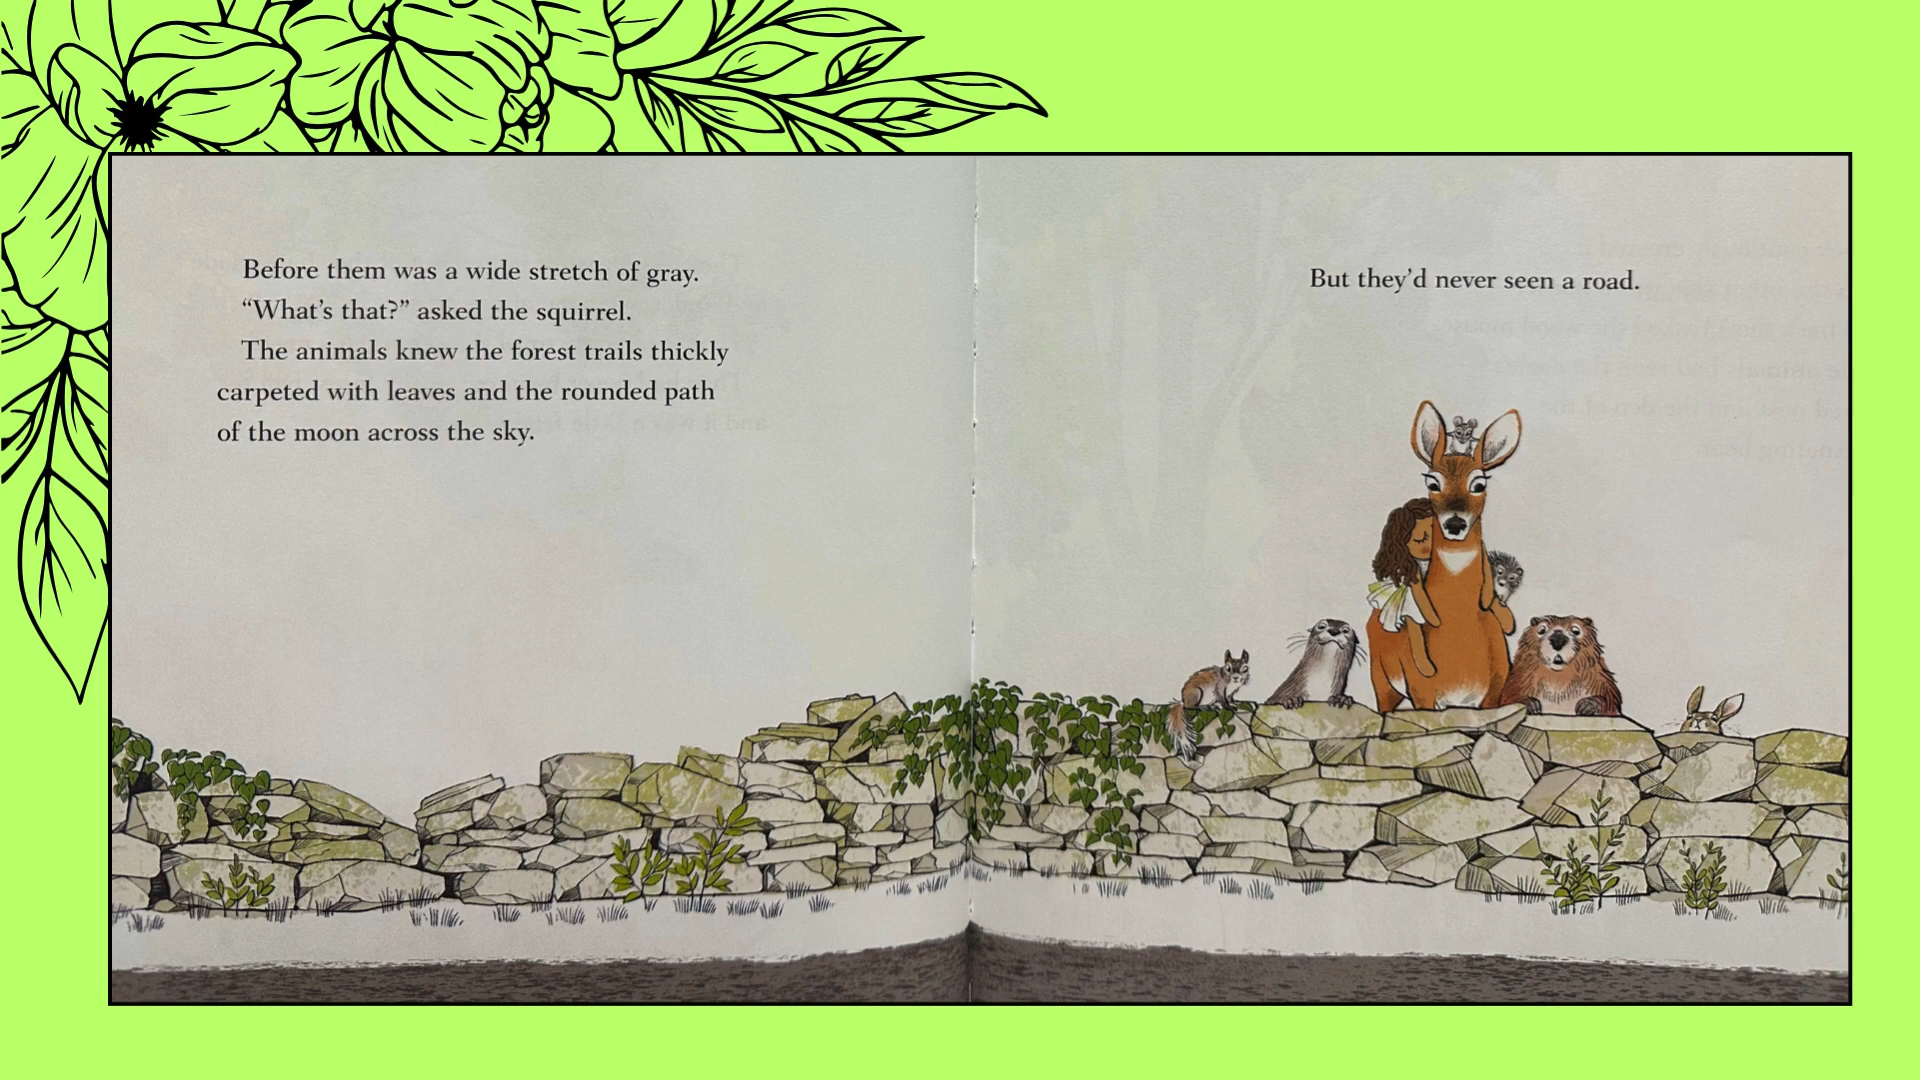 Before them was a wide stretch of gray.
“What’s that?” asked the squirrel.
The animals knew the forest trails thickly
carpeted with leaves and the rounded path
of the moon across the sky.
But they’d never seen a road.